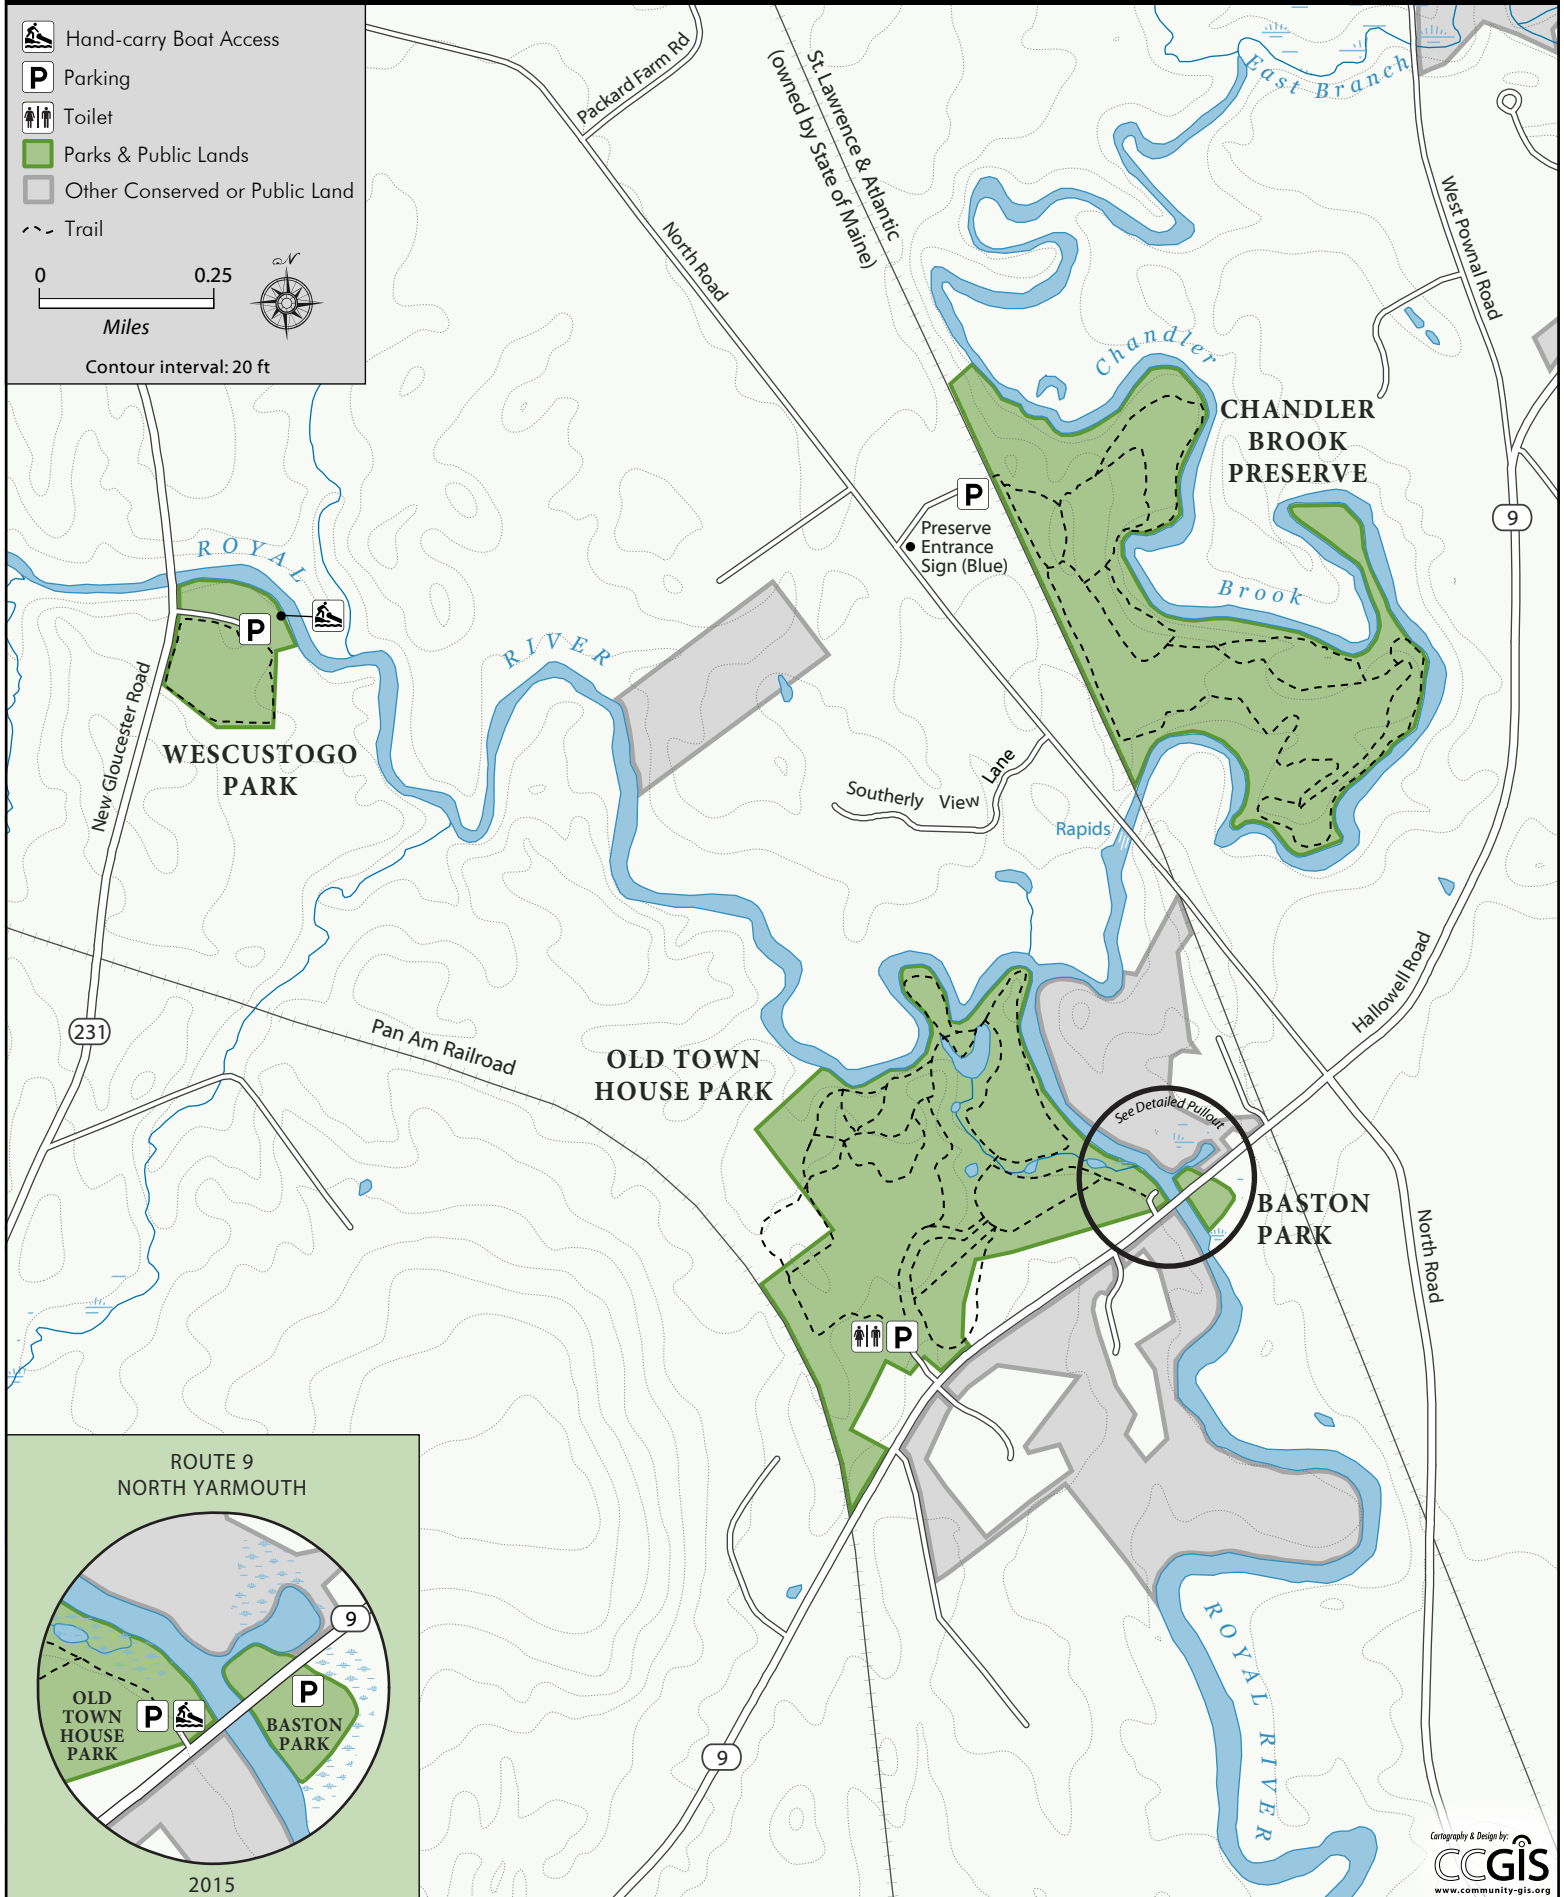 Hand-carry Boat Access
P
Parking
Toilet
Parks & Public Lands
Other Conserved or Public Land
Trail
N
0 0.25
Miles
Contour interval: 20 ft
Packard Farm Rd
St. Lawrence & Atlantic
(owned by State of Maine)
East Branch
West Pownal Road
North Road
Chandler
CHANDLER
BROOK
PRESERVE
P
Preserve
Entrance
Sign (Blue)
9
Brook
ROYAL
P
RIVER
New Gloucester Road
WESCUSTOGO
PARK
Southerly View Lane
Rapids
Hallowell Road
231
Pan Am Railroad
OLD TOWN
HOUSE PARK
See Detailed Pullout
BASTON
PARK
North Road
P
ROUTE 9
NORTH YARMOUTH
9
P
P
OLD
TOWN
HOUSE
PARK
BASTON
PARK
2015
9
ROYAL RIVER
Cartography & Design by:
CCGIS
www.community-gis.org